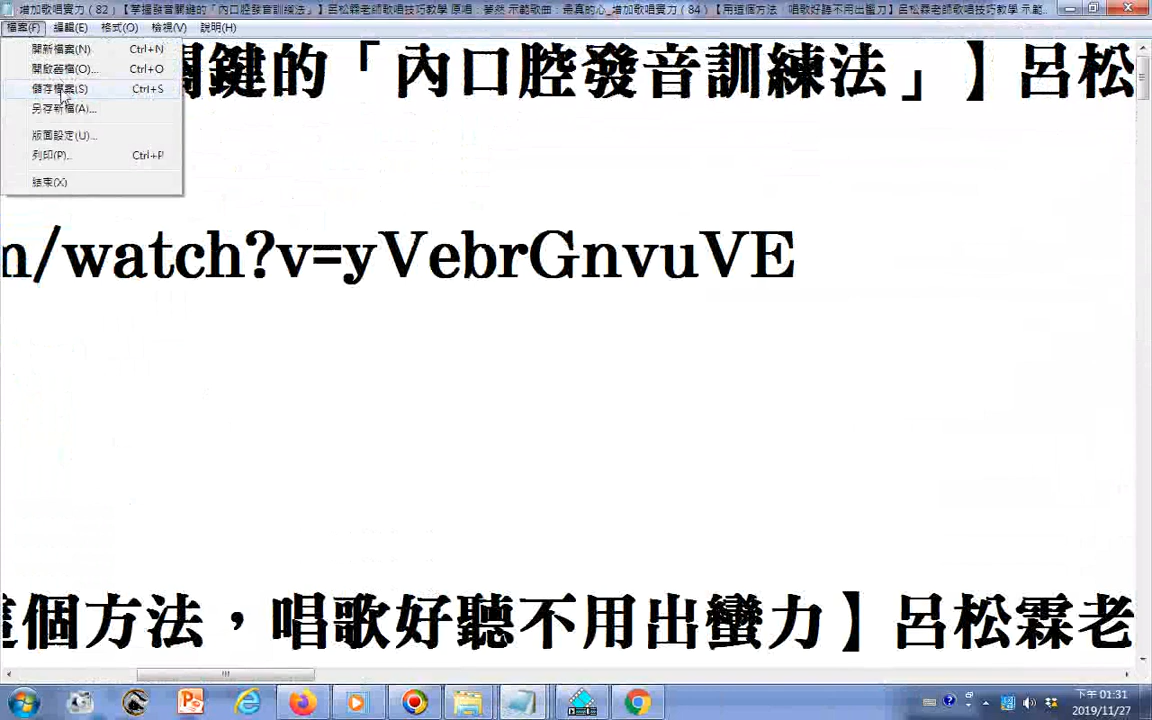 增加歌唱實力（82）【掌握發音關鍵的「內口腔發音訓練法」】呂松霖老師歌唱技巧教學 原唱：夢然 示範歌曲：最真的心_增加歌唱實力（84）【用這個方法，唱歌好聽不用出蠻力】呂松霖老師歌唱技巧教學 示範...
檔案(F) 編輯(E) 格式(O) 檢視(V) 說明(H)
開新檔案(N) Ctrl+N
開啟舊檔(O)... Ctrl+O
儲存檔案(S) Ctrl+S
另存新檔(A)...
版面設定(U)...
列印(P)... Ctrl+P
結束(X)
關鍵的「內口腔發音訓練法」】呂松
m/watch?v=yVebrGnvuVE
這個方法，唱歌好聽不用出蠻力】呂松霖老
下午 01:31
2019/11/27